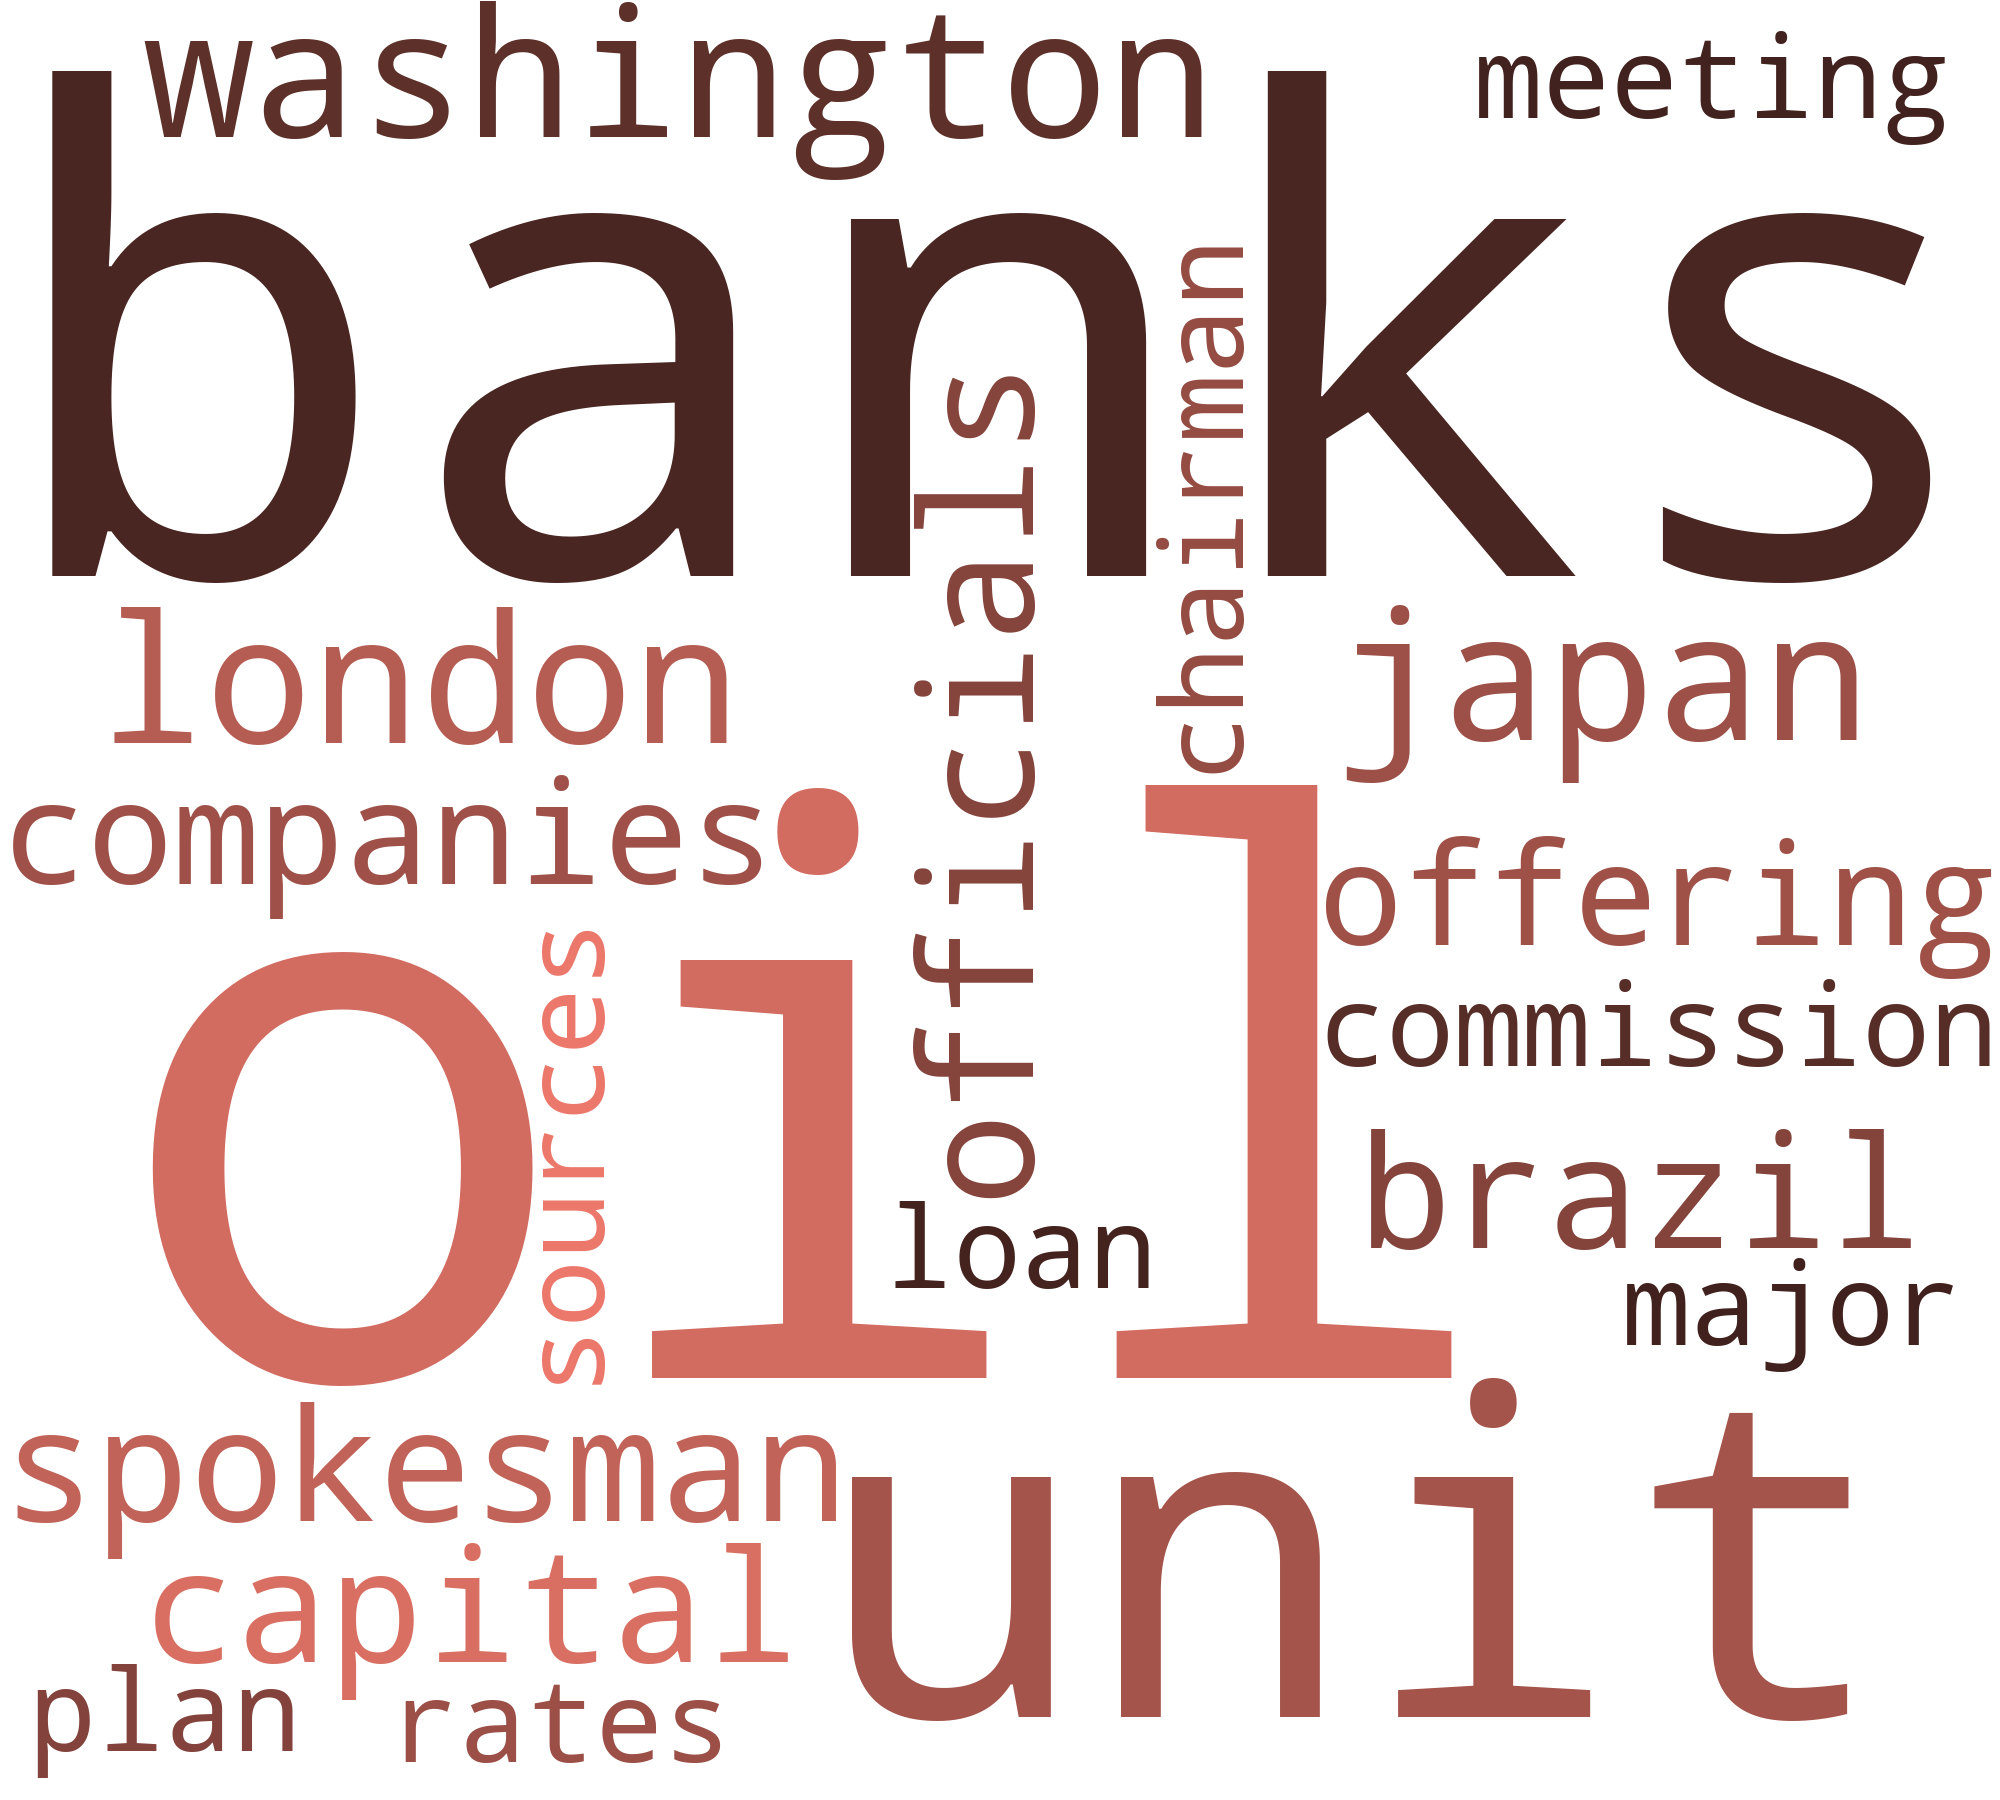 washington
meeting
banks
chairman
officials
london
japan
companies
offering
oil
sources
commission
brazil
loan
major
spokesman
unit
capital
plan
rates